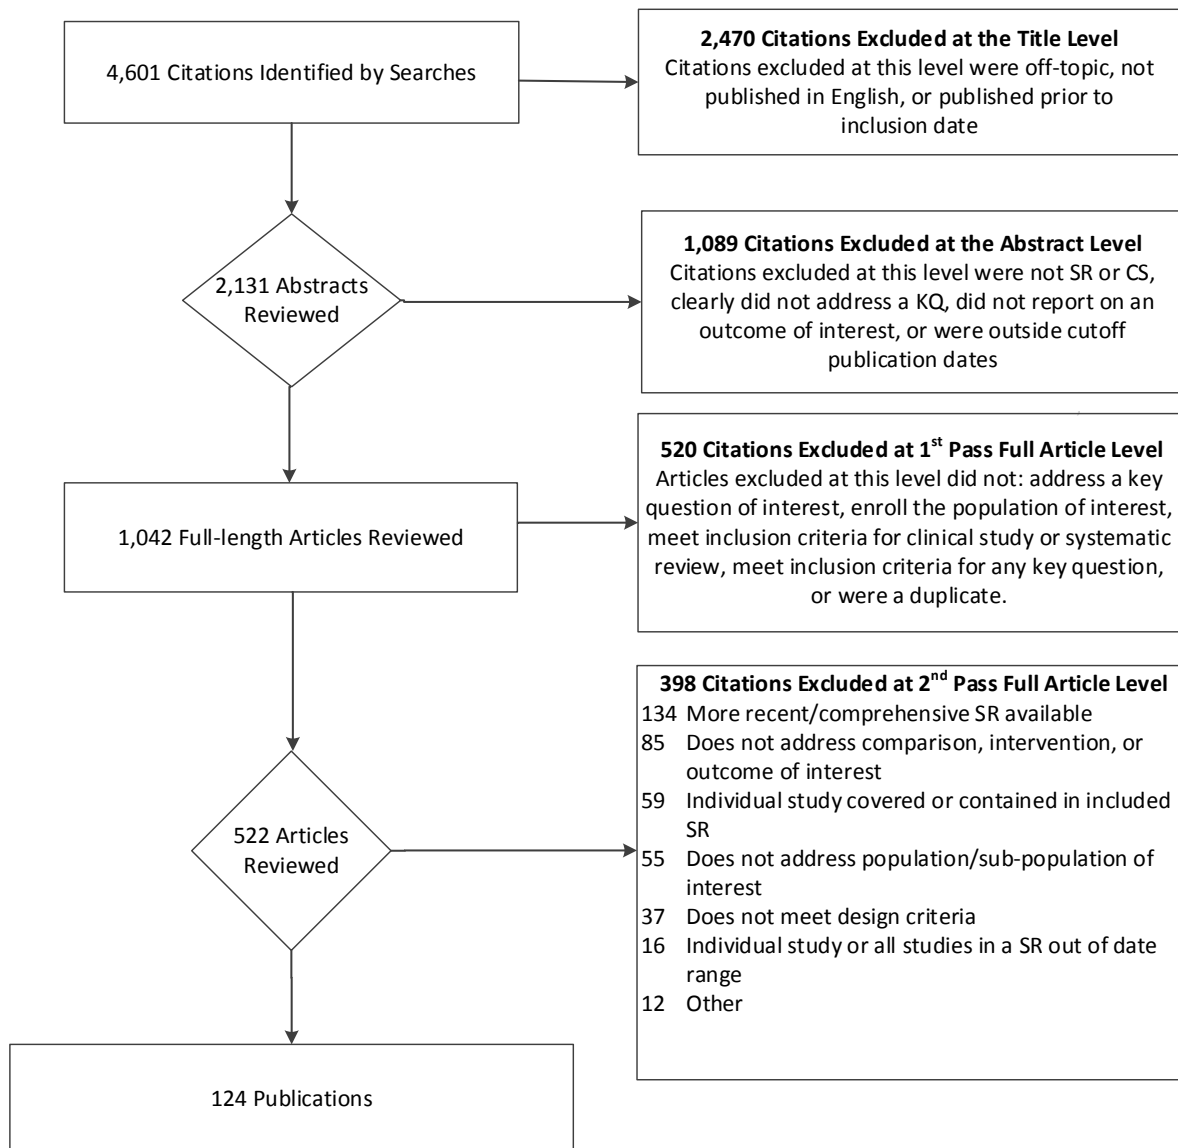 4,601 Citations Identified by Searches
2,470 Citations Excluded at the Title Level
Citations excluded at this level were off-topic, not
published in English, or published prior to
inclusion date
2,131 Abstracts
Reviewed
1,089 Citations Excluded at the Abstract Level
Citations excluded at this level were not SR or CS,
clearly did not address a KQ, did not report on an
outcome of interest, or were outside cutoff
publication dates
1,042 Full-length Articles Reviewed
520 Citations Excluded at 1st Pass Full Article Level
Articles excluded at this level did not: address a key
question of interest, enroll the population of interest,
meet inclusion criteria for clinical study or systematic
review, meet inclusion criteria for any key question,
or were a duplicate.
522 Articles
Reviewed
398 Citations Excluded at 2nd Pass Full Article Level
134 More recent/comprehensive SR available
85 Does not address comparison, intervention, or
outcome of interest
59 Individual study covered or contained in included
SR
55 Does not address population/sub-population of
interest
37 Does not meet design criteria
16 Individual study or all studies in a SR out of date
range
12 Other
124 Publications